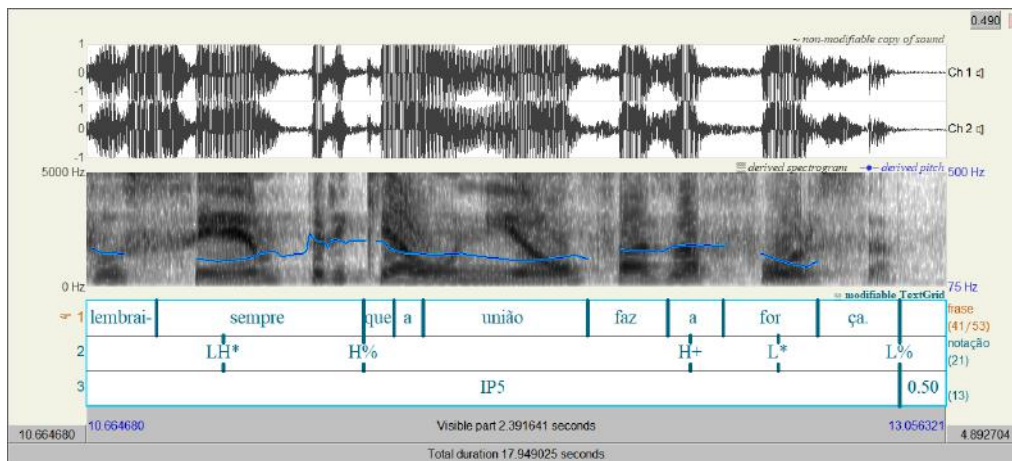 0.490
~ non-modifiable copy of sound
1
0
-1
Ch 1
1
0
-1
Ch 2
derived spectrogram derived pitch
5000 Hz 500 Hz
0 Hz 75 Hz
modifiable TextGrid
1 lembrai- sempre que a união faz a for ça. frase (41/53)
2 LH* H% H+ L* L% notação (21)
3 IP5 0.50 (13)
10.664680 10.664680 Visible part 2.391641 seconds 13.056321 4.892704
Total duration 17.949025 seconds